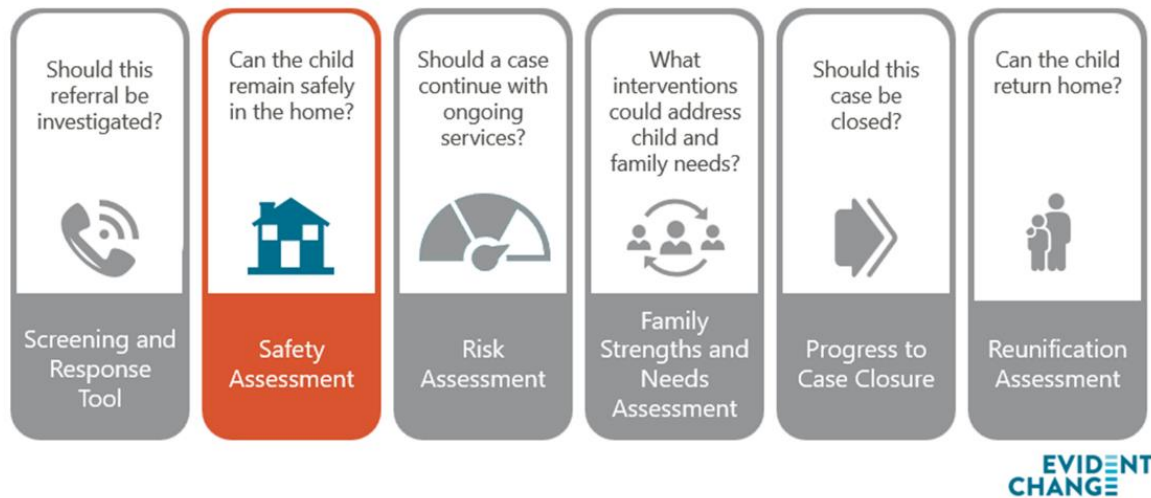 Should this
referral be
investigated?
Screening and
Response
Tool
Can the child
remain safely
in the home?
Safety
Assessment
Should a case
continue with
ongoing
services?
Risk
Assessment
What
interventions
could address
child and
family needs?
Family
Strengths and
Needs
Assessment
Should this
case be
closed?
Progress to
Case Closure
Can the child
return home?
Reunification
Assessment
EVIDENT
CHANGE